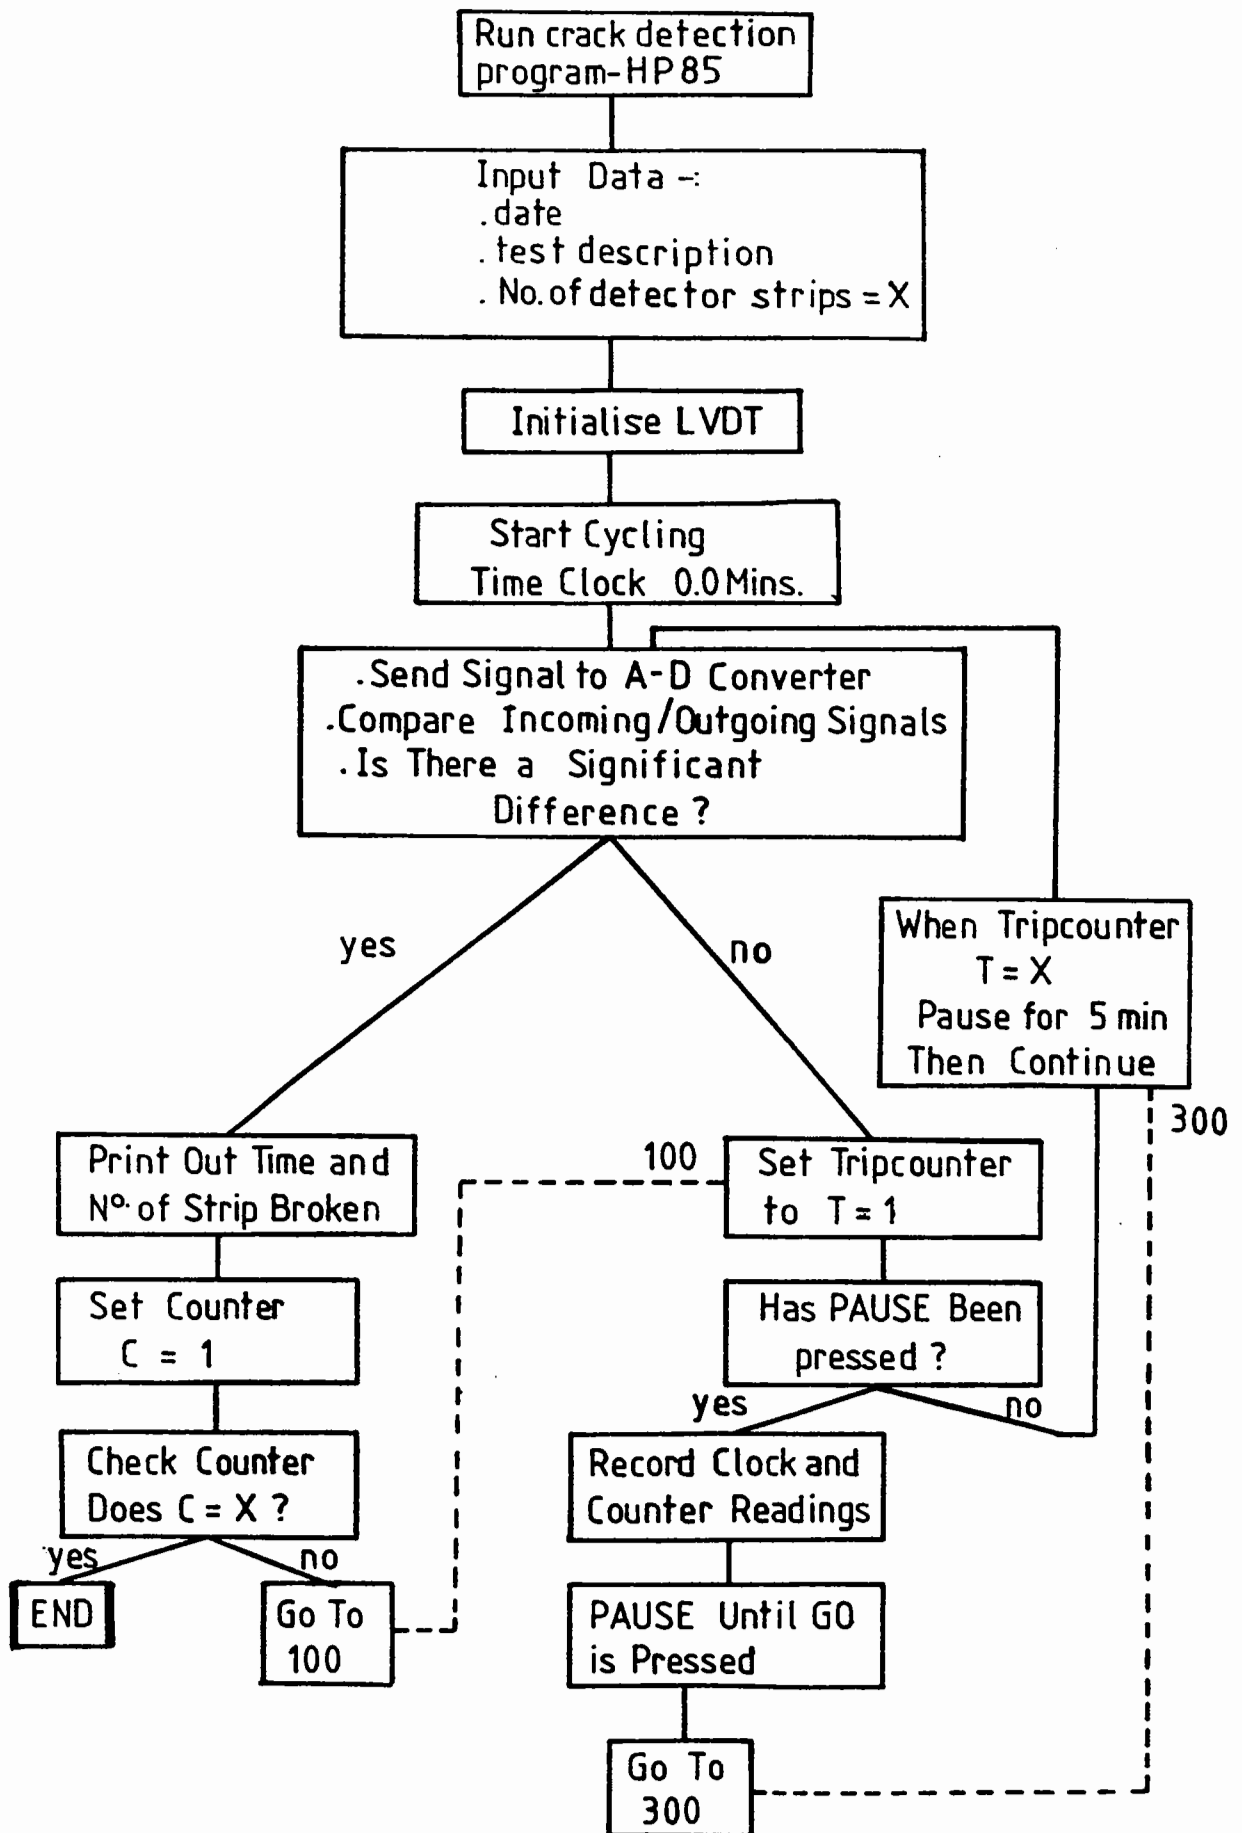 Run crack detection
program-HP85
Input Data -:
.date
.test description
. No. of detector strips = X
Initialise LVDT
Start Cycling
Time Clock 0.0 Mins.
.Send Signal to A-D Converter
.Compare Incoming/Outgoing Signals
.Is There a Significant
Difference ?
yes
no
When Tripcounter
T = X
Pause for 5 min
Then Continue
300
Print Out Time and
Nº. of Strip Broken
100
Set Tripcounter
to T = 1
Set Counter
C = 1
Has PAUSE Been
pressed ?
yes
no
Check Counter
Does C = X ?
Record Clock and
Counter Readings
yes
no
END
Go To
100
PAUSE Until GO
is Pressed
Go To
300